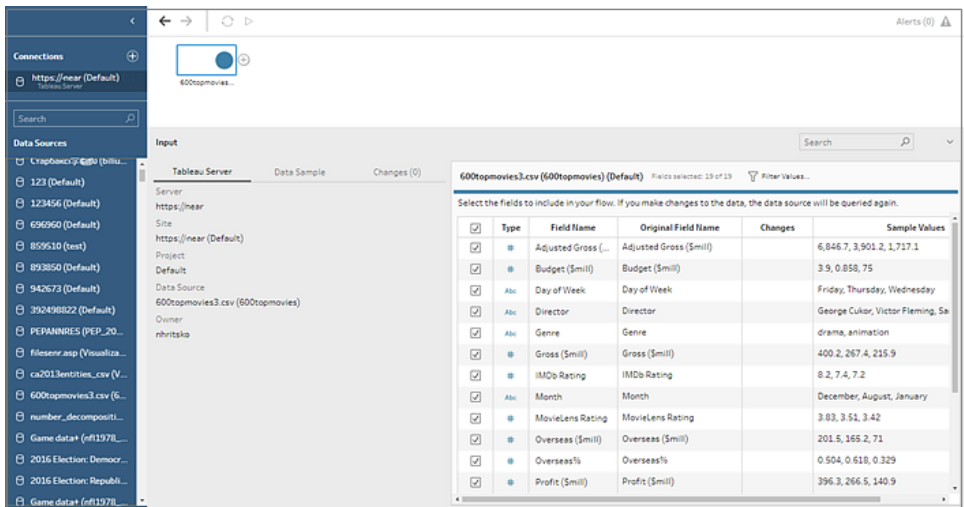 Alerts (0)
Connections
https://near (Default)
Tableau Server
Search
Data Sources
123 (Default)
123456 (Default)
696960 (Default)
859510 (test)
893850 (Default)
942673 (Default)
392498822 (Default)
PEPANNRES (PEP_20...
filesenr.asp (Visualiza...
ca2013entities_csv (V...
600topmovies3.csv (6...
number_decompositi...
Game data+ (nfl1978_...
2016 Election: Democr...
2016 Election: Republi...
Game data+ (nfl1978_...
600topmovies...
Input
Search
Tableau Server Data Sample Changes (0)
Server
https://near
Site
https://near (Default)
Project
Default
Data Source
600topmovies3.csv (600topmovies)
Owner
nhritsko
600topmovies3.csv (600topmovies) (Default) Fields selected: 19 of 19 Filter Values...
Select the fields to include in your flow. If you make changes to the data, the data source will be queried again.
Type Field Name Original Field Name Changes Sample Values
# Adjusted Gross (... Adjusted Gross ($mill) 6,846.7, 3,901.2, 1,717.1
# Budget ($mill) Budget ($mill) 3.9, 0.858, 75
Abc Day of Week Day of Week Friday, Thursday, Wednesday
Abc Director Director George Cukor, Victor Fleming, Sa
Abc Genre Genre drama, animation
# Gross ($mill) Gross ($mill) 400.2, 267.4, 215.9
# IMDb Rating IMDb Rating 8.2, 7.4, 7.2
Abc Month Month December, August, January
# MovieLens Rating MovieLens Rating 3.83, 3.51, 3.42
# Overseas ($mill) Overseas ($mill) 201.5, 165.2, 71
# Overseas% Overseas% 0.504, 0.618, 0.329
# Profit ($mill) Profit ($mill) 396.3, 266.5, 140.9